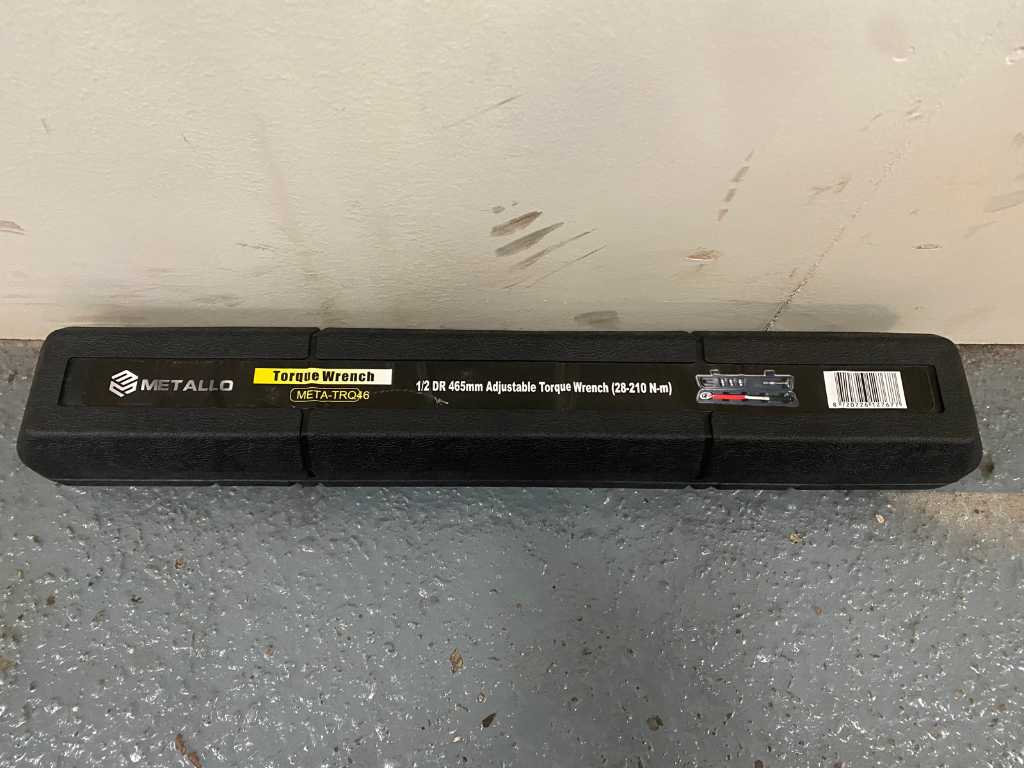 METALLO
Torque Wrench
META-TRQ46
1/2 DR 465mm Adjustable Torque Wrench (28-210 N-m)